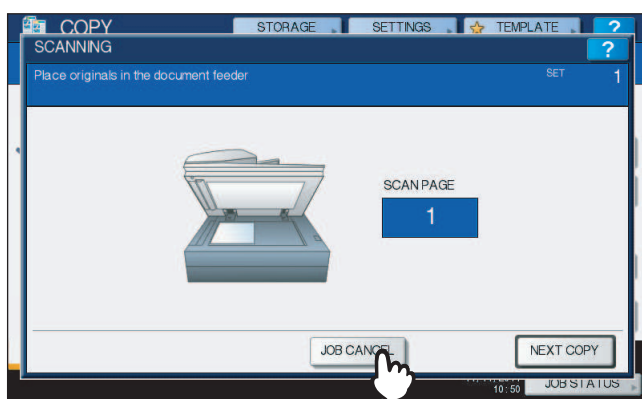 COPY
STORAGE
SETTINGS
TEMPLATE
?
SCANNING
?
Place originals in the document feeder
SET
1
SCAN PAGE
1
JOB CANCEL
NEXT COPY
10:50
JOB STATUS